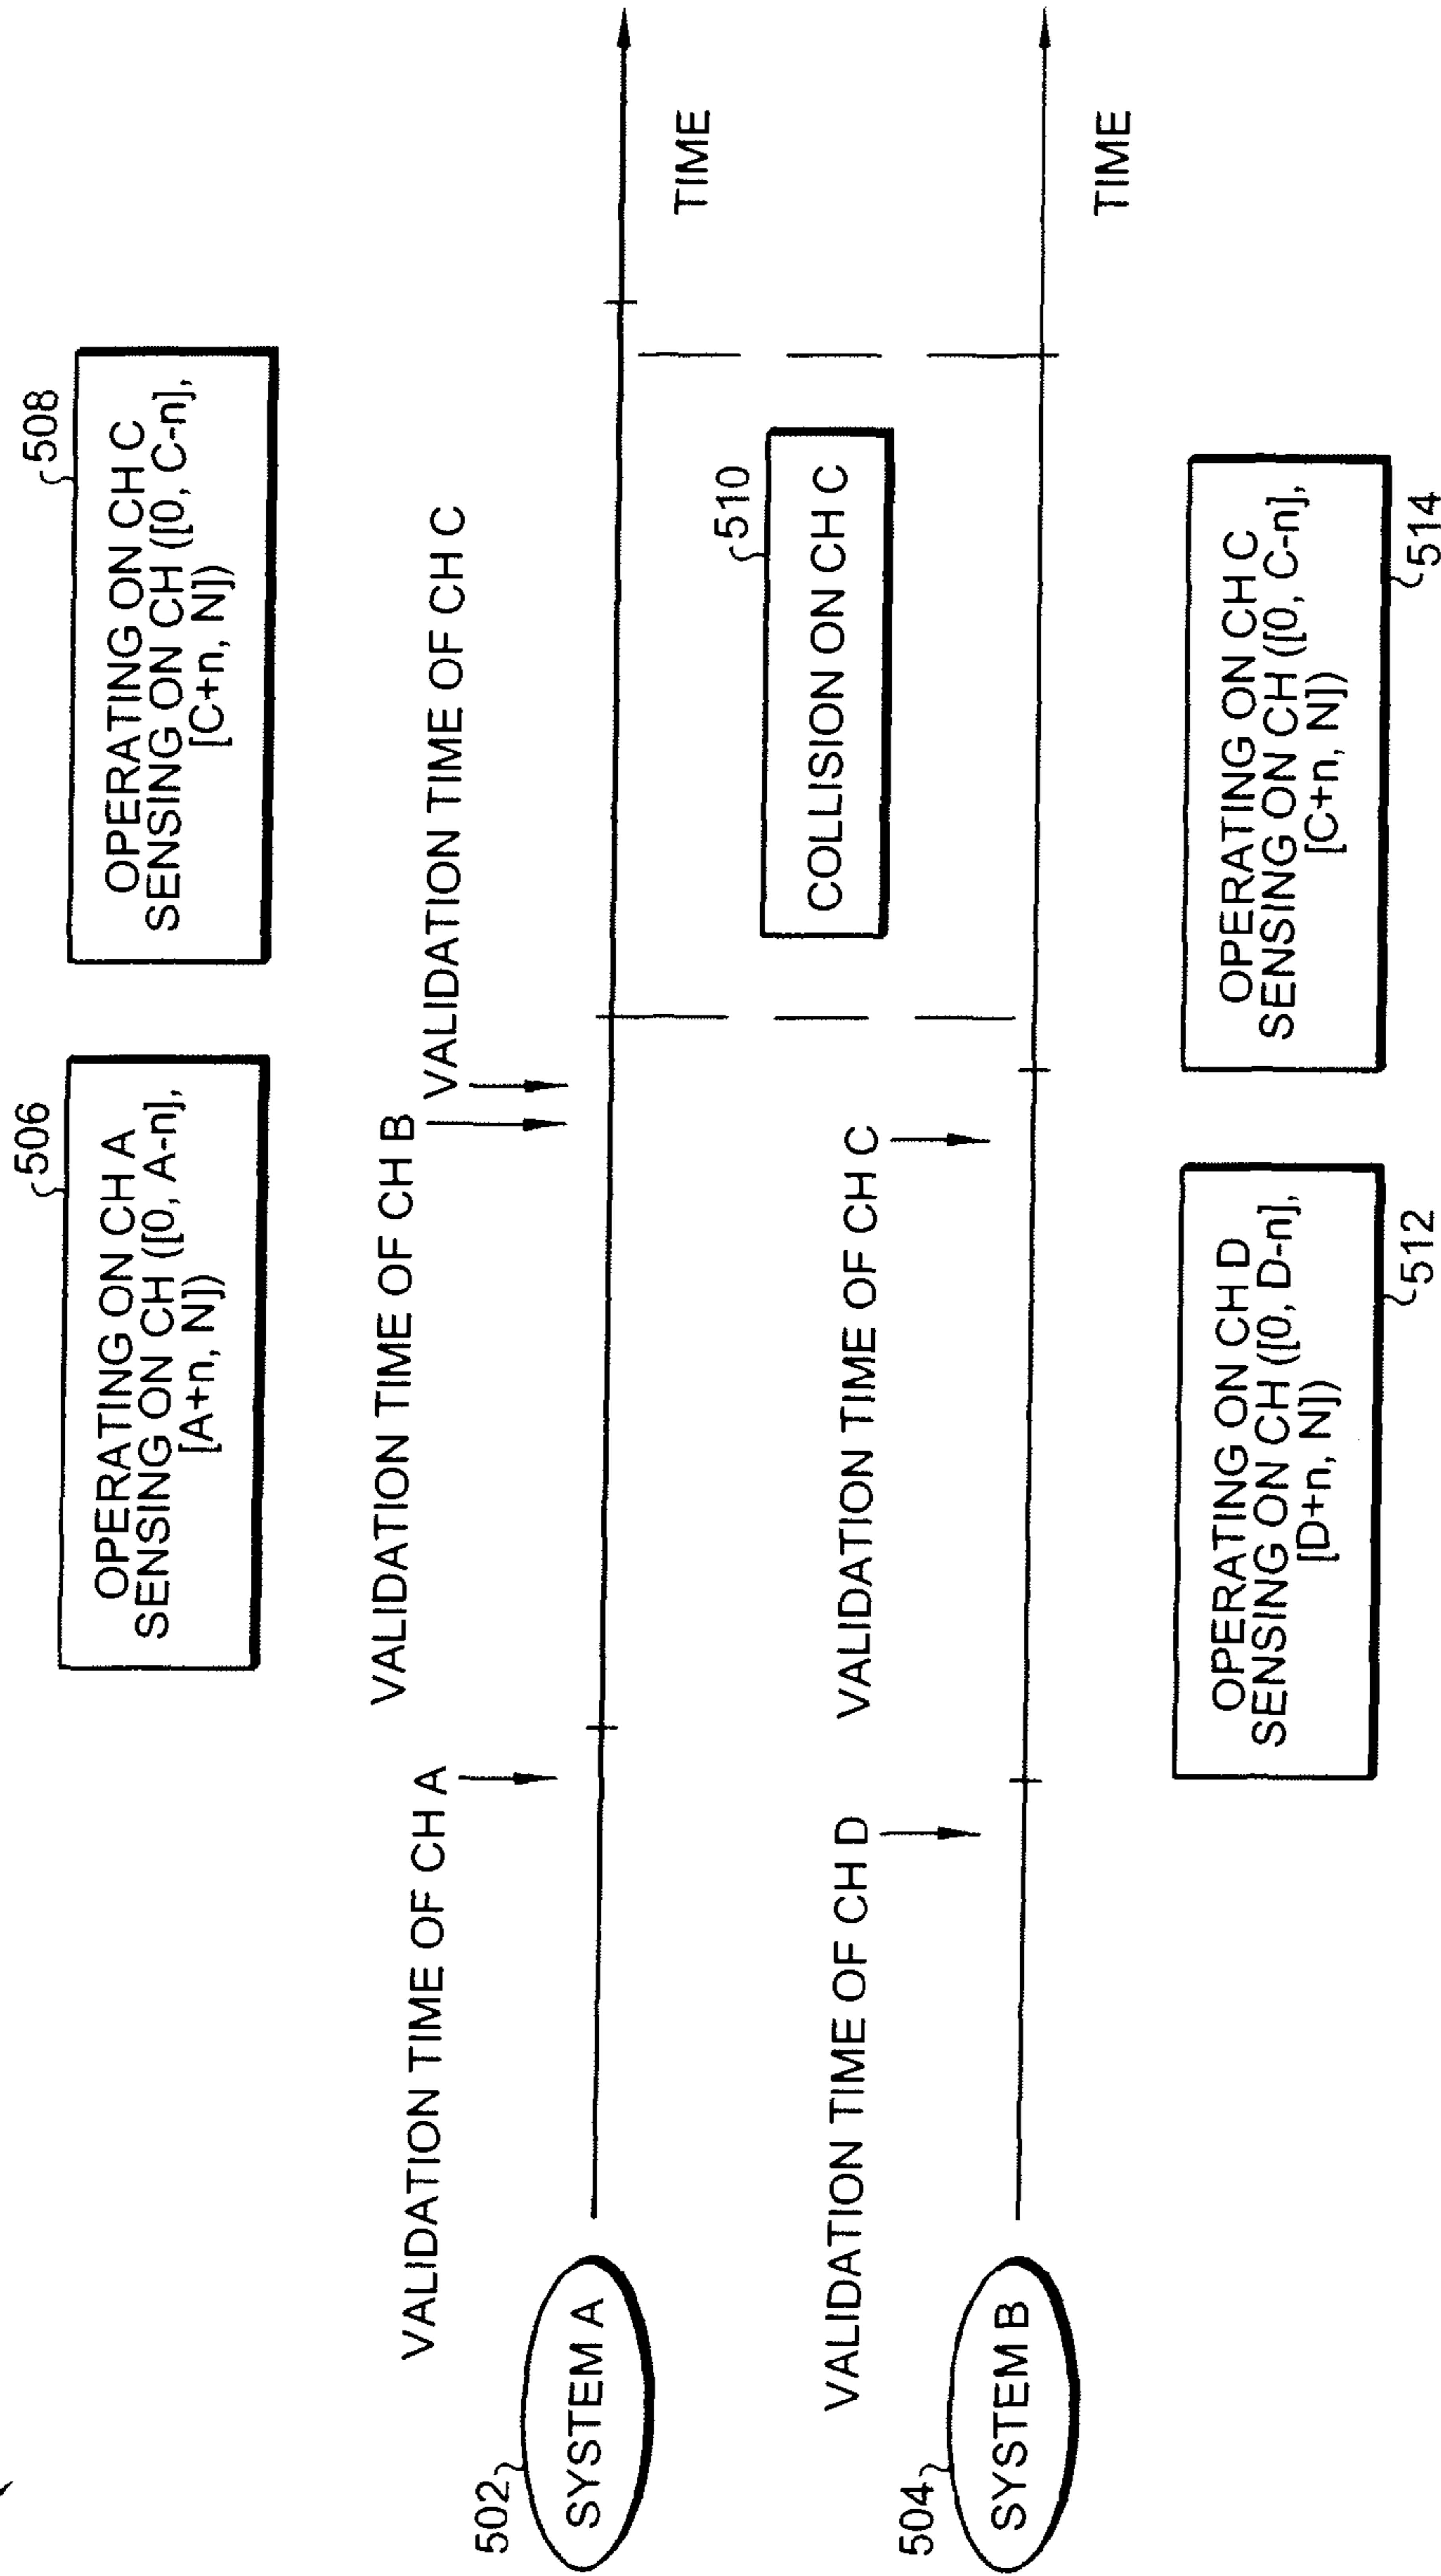 506
OPERATING ON CH A
SENSING ON CH ([0, A-n],
[A+n, N])
508
OPERATING ON CH C
SENSING ON CH ([0, C-n],
[C+n, N])
VALIDATION TIME OF CH A
VALIDATION TIME OF CH B
VALIDATION TIME OF CH C
502
SYSTEM A
TIME
510
COLLISION ON CH C
VALIDATION TIME OF CH D
VALIDATION TIME OF CH C
504
SYSTEM B
TIME
OPERATING ON CH D
SENSING ON CH ([0, D-n],
[D+n, N])
512
OPERATING ON CH C
SENSING ON CH ([0, C-n],
[C+n, N])
514